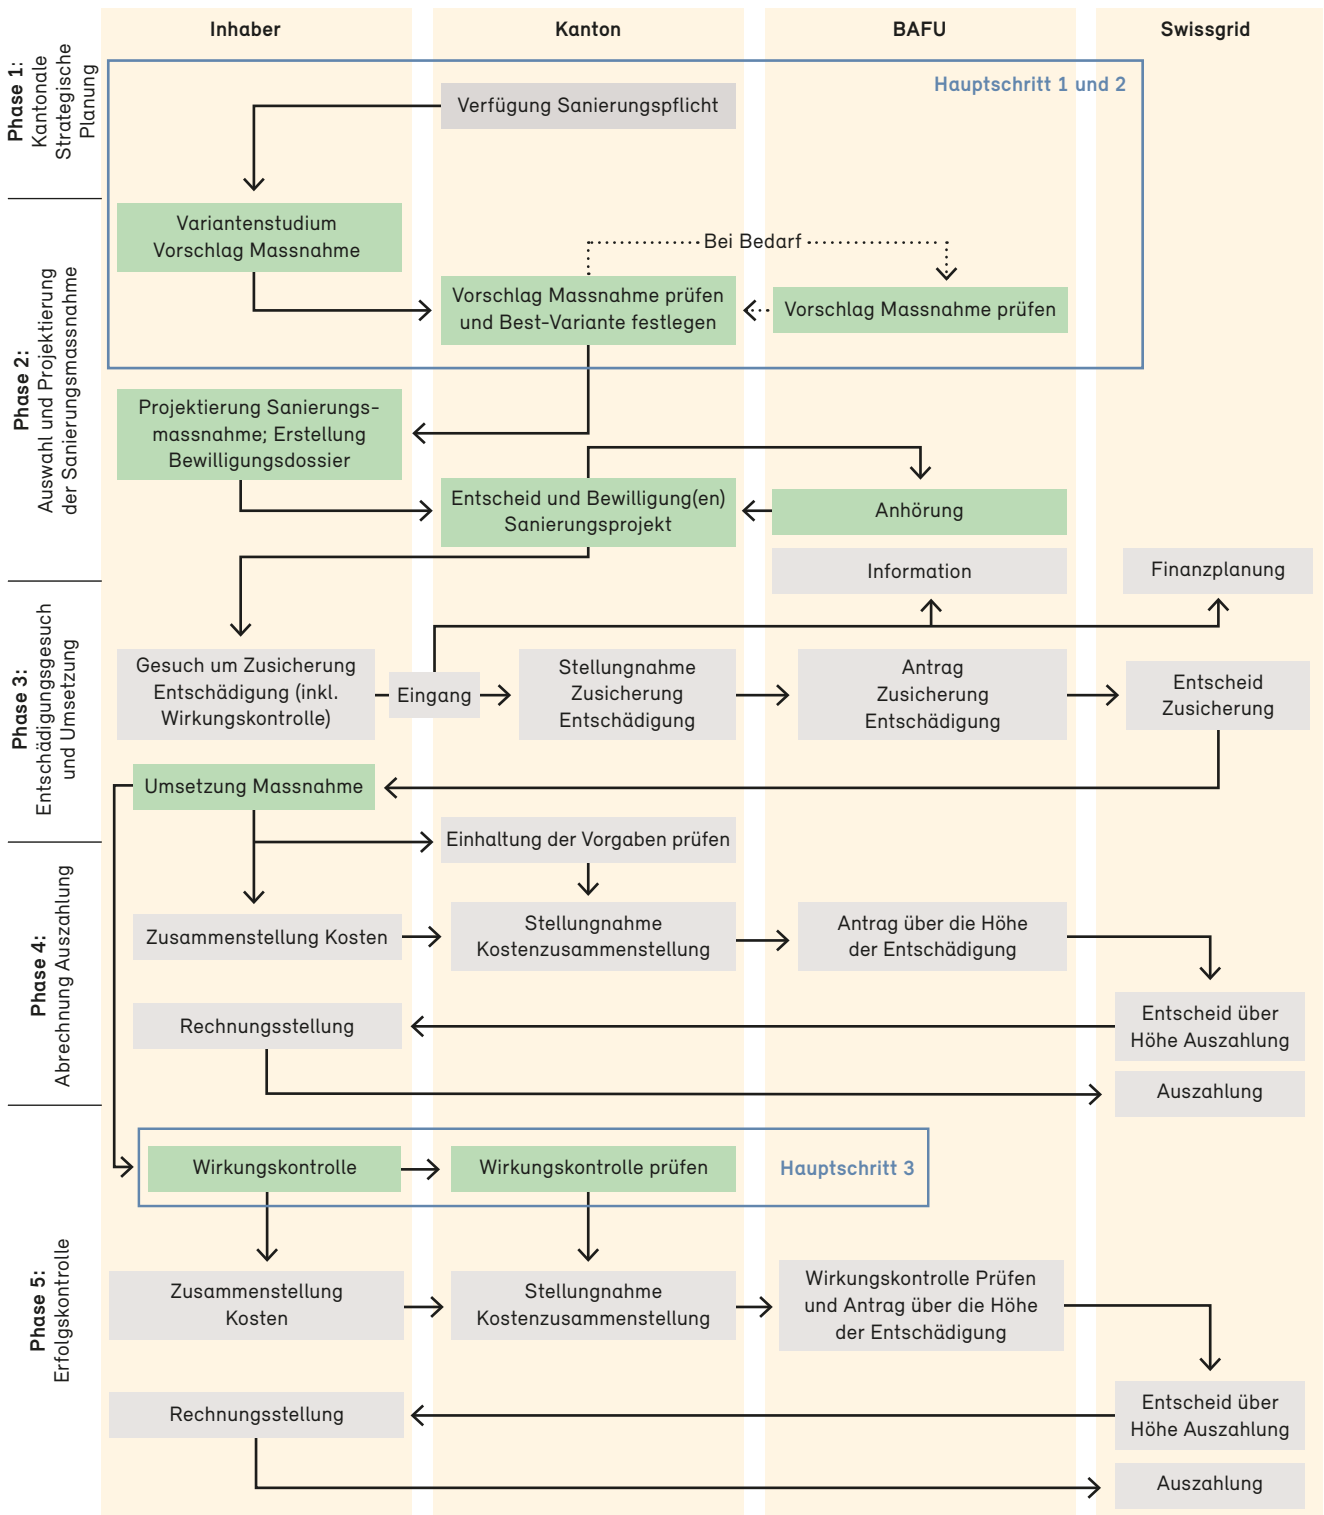 Inhaber
Kanton
BAFU
Swissgrid
Phase 1:
Kantonale
Strategische
Planung
Hauptschritt 1 und 2
Verfügung Sanierungspflicht
Phase 2:
Auswahl und Projektierung
der Sanierungsmassnahme
Variantenstudium
Vorschlag Massnahme
Bei Bedarf
Vorschlag Massnahme prüfen
und Best-Variante festlegen
Vorschlag Massnahme prüfen
Projektierung Sanierungs-
massnahme; Erstellung
Bewilligungsdossier
Entscheid und Bewilligung(en)
Sanierungsprojekt
Anhörung
Information
Finanzplanung
Phase 3:
Entschädigungsgesuch
und Umsetzung
Gesuch um Zusicherung
Entschädigung (inkl.
Wirkungskontrolle)
Eingang
Stellungnahme
Zusicherung
Entschädigung
Antrag
Zusicherung
Entschädigung
Entscheid
Zusicherung
Umsetzung Massnahme
Einhaltung der Vorgaben prüfen
Phase 4:
Abrechnung Auszahlung
Zusammenstellung Kosten
Stellungnahme
Kostenzusammenstellung
Antrag über die Höhe
der Entschädigung
Entscheid über
Höhe Auszahlung
Rechnungsstellung
Auszahlung
Phase 5:
Erfolgskontrolle
Wirkungskontrolle
Wirkungskontrolle prüfen
Hauptschritt 3
Zusammenstellung
Kosten
Stellungnahme
Kostenzusammenstellung
Wirkungskontrolle Prüfen
und Antrag über die Höhe
der Entschädigung
Entscheid über
Höhe Auszahlung
Rechnungsstellung
Auszahlung